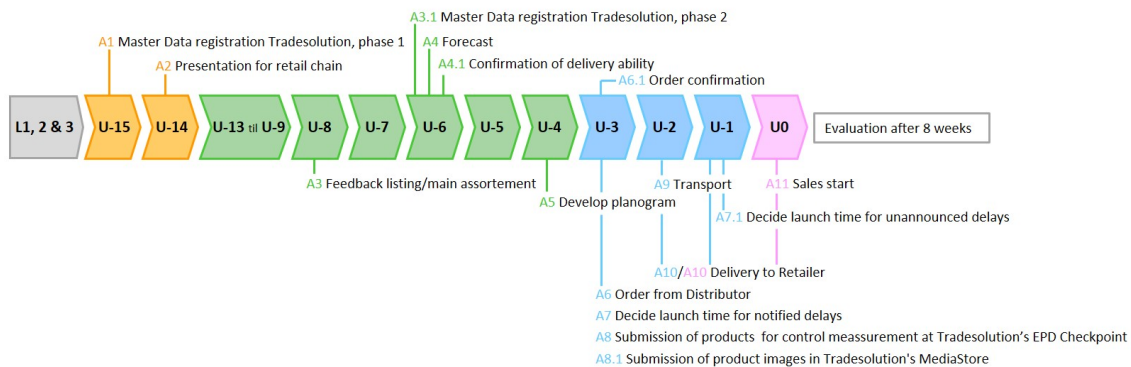 A3.1 Master Data registration Tradesolution, phase 2
A1 Master Data registration Tradesolution, phase 1
A4 Forecast
A2 Presentation for retail chain
A4.1 Confirmation of delivery ability
A6.1 Order confirmation
L1, 2 & 3 U-15 U-14 U-13 til U-9 U-8 U-7 U-6 U-5 U-4 U-3 U-2 U-1 U0 Evaluation after 8 weeks
A3 Feedback listing/main assortement
A9 Transport
A11 Sales start
A5 Develop planogram
A7.1 Decide launch time for unannounced delays
A10/A10 Delivery to Retailer
A6 Order from Distributor
A7 Decide launch time for notified delays
A8 Submission of products for control meassurement at Tradesolution’s EPD Checkpoint
A8.1 Submission of product images in Tradesolution's MediaStore